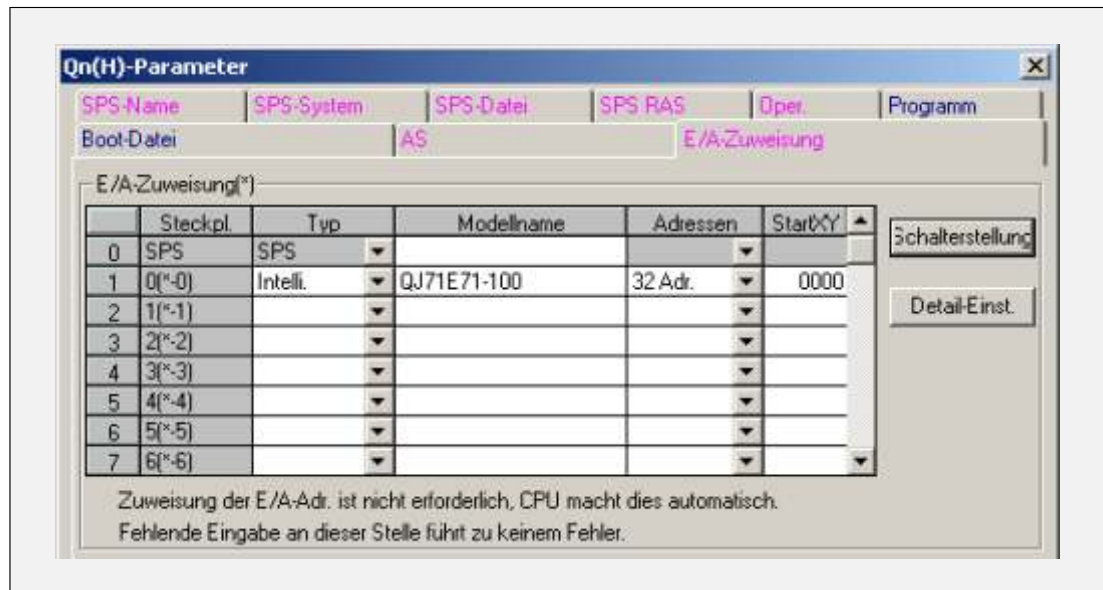 Qn(H)-Parameter
SPS-Name SPS-System SPS-Datei SPS RAS Oper. Programm
Boot-Datei AS E/A-Zuweisung
E/A-Zuweisung(*)
Steckpl. Typ Modellname Adressen StartXY
0 SPS SPS
1 0(*-0) Intelli. QJ71E71-100 32 Adr. 0000
2 1(*-1)
3 2(*-2)
4 3(*-3)
5 4(*-4)
6 5(*-5)
7 6(*-6)
Schalterstellung
Detail-Einst.
Zuweisung der E/A-Adr. ist nicht erforderlich, CPU macht dies automatisch.
Fehlende Eingabe an dieser Stelle führt zu keinem Fehler.